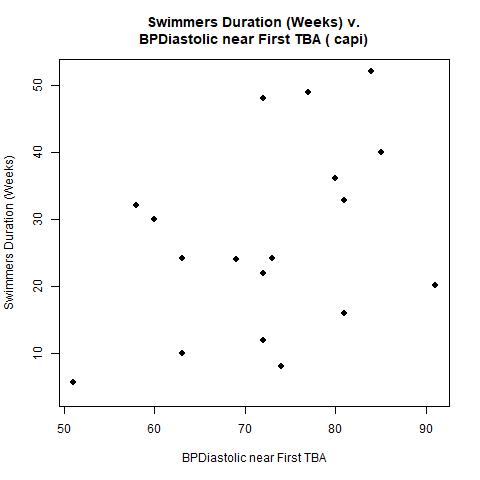 Swimmers Duration (Weeks) v.
BPDiastolic near First TBA ( capi)
Swimmers Duration (Weeks)
50
40
30
20
10
50 60 70 80 90
BPDiastolic near First TBA